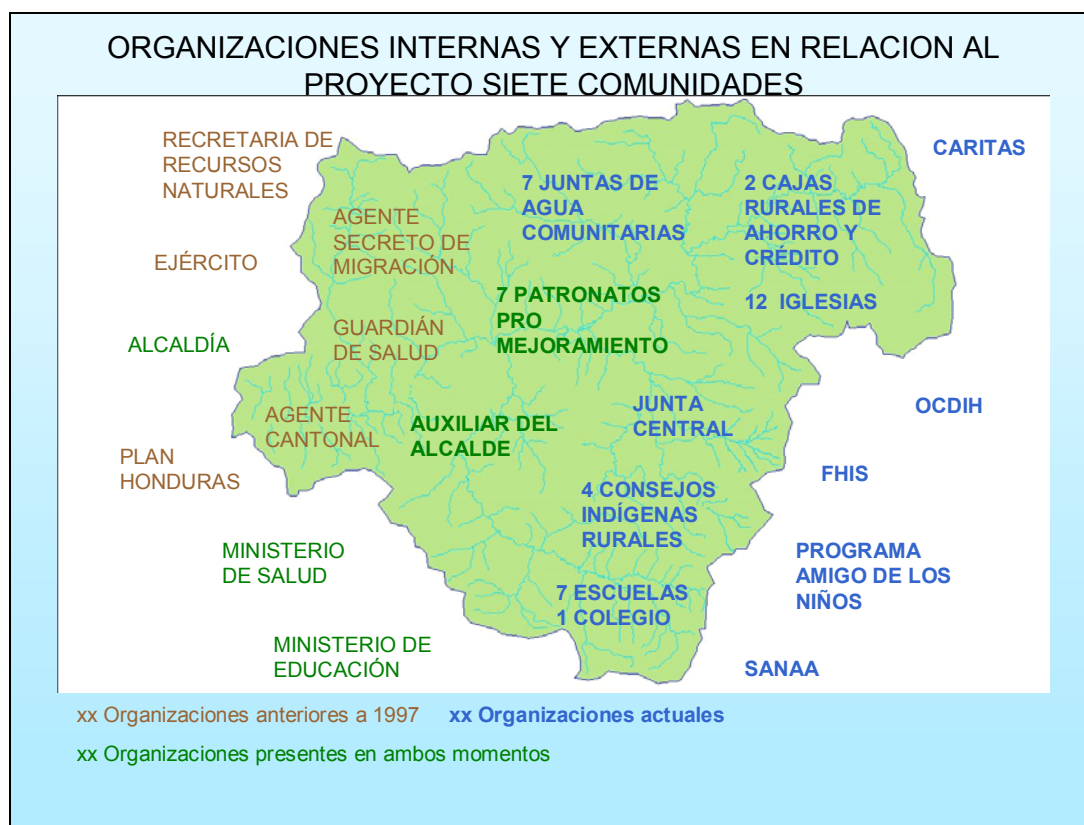 ORGANIZACIONES INTERNAS Y EXTERNAS EN RELACION AL
PROYECTO SIETE COMUNIDADES
RECRETARIA DE
RECURSOS
NATURALES
EJÉRCITO
ALCALDÍA
PLAN
HONDURAS
MINISTERIO
DE SALUD
MINISTERIO DE
EDUCACIÓN
AGENTE
SECRETO DE
MIGRACIÓN
GUARDIÁN
DE SALUD
AGENTE
CANTONAL
7 JUNTAS DE
AGUA
COMUNITARIAS
7 PATRONATOS
PRO
MEJORAMIENTO
AUXILIAR DEL
ALCALDE
2 CAJAS
RURALES DE
AHORRO Y
CRÉDITO
12 IGLESIAS
JUNTA
CENTRAL
4 CONSEJOS
INDÍGENAS
RURALES
7 ESCUELAS
1 COLEGIO
CARITAS
OCDIH
FHIS
PROGRAMA
AMIGO DE LOS
NIÑOS
SANAA
xx Organizaciones anteriores a 1997 xx Organizaciones actuales
xx Organizaciones presentes en ambos momentos